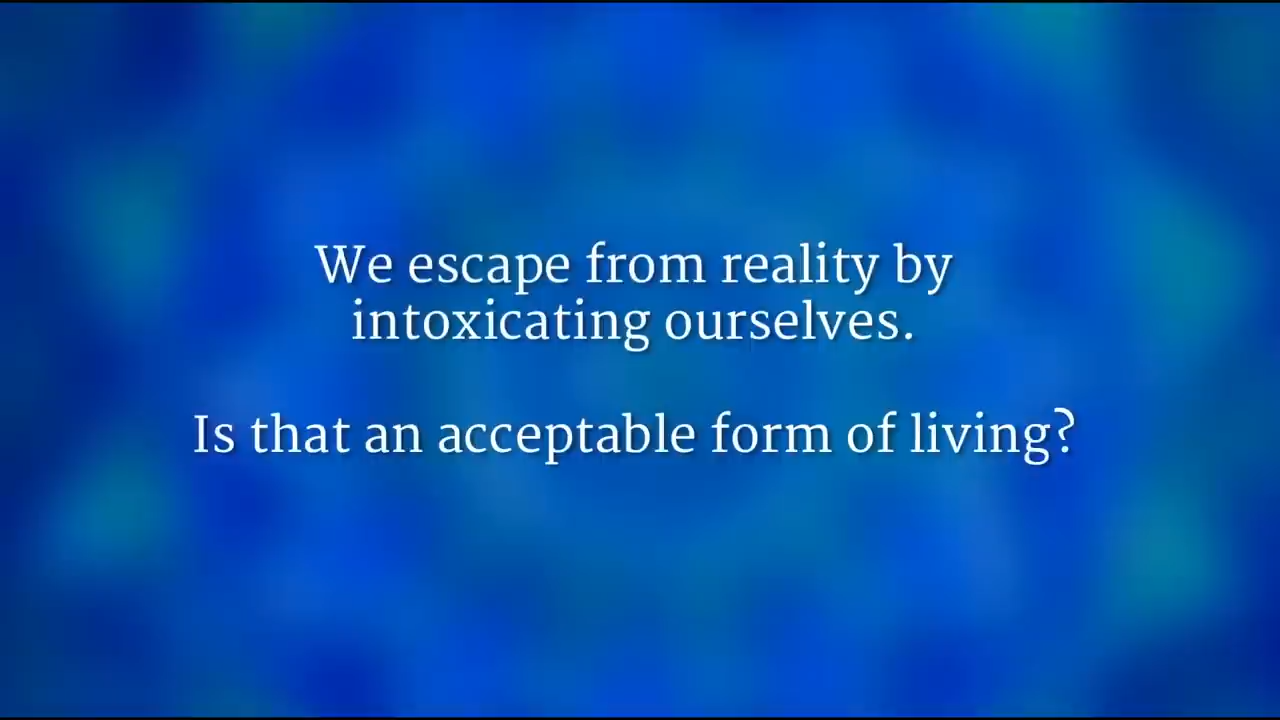 We escape from reality by
intoxicating ourselves.
Is that an acceptable form of living?